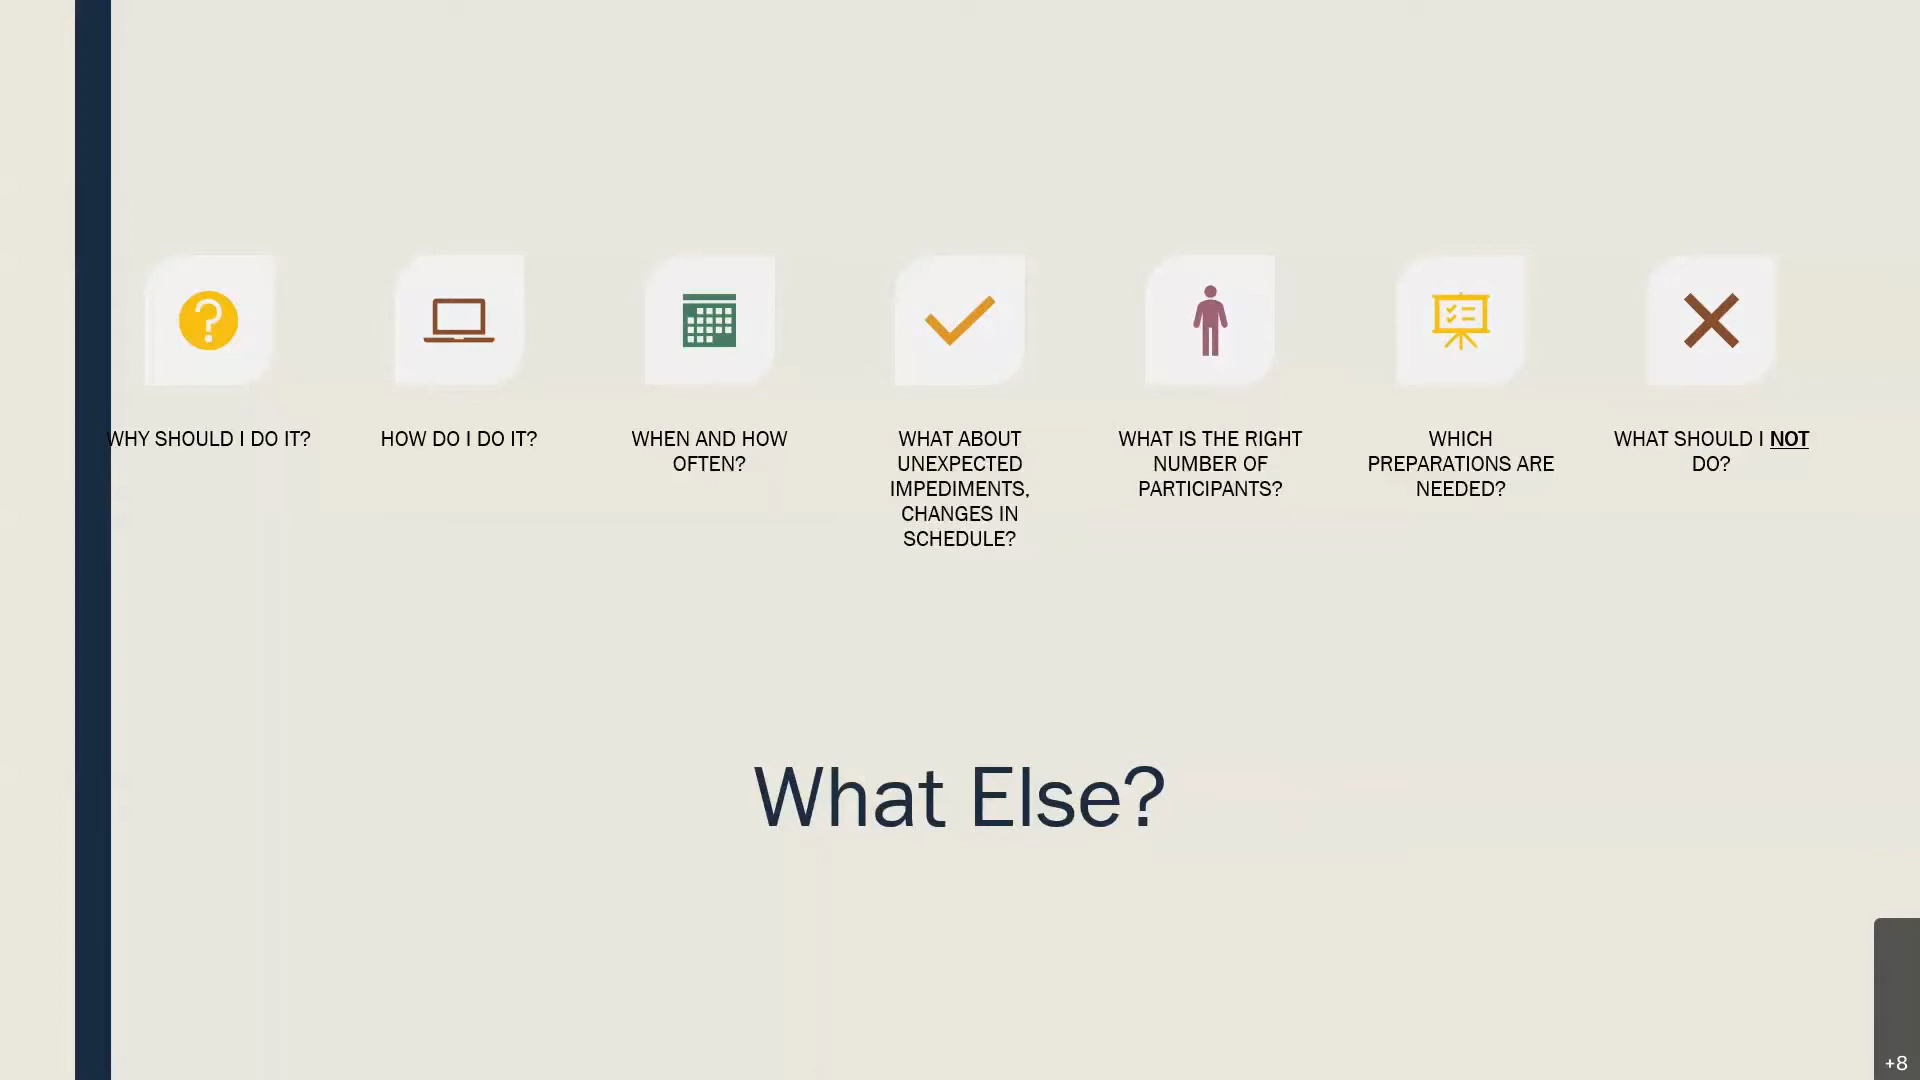 WHY SHOULD I DO IT?
HOW DO I DO IT?
WHEN AND HOW
OFTEN?
WHAT ABOUT
UNEXPECTED
IMPEDIMENTS,
CHANGES IN
SCHEDULE?
WHAT IS THE RIGHT
NUMBER OF
PARTICIPANTS?
WHICH
PREPARATIONS ARE
NEEDED?
WHAT SHOULD I NOT
DO?
What Else?
+8